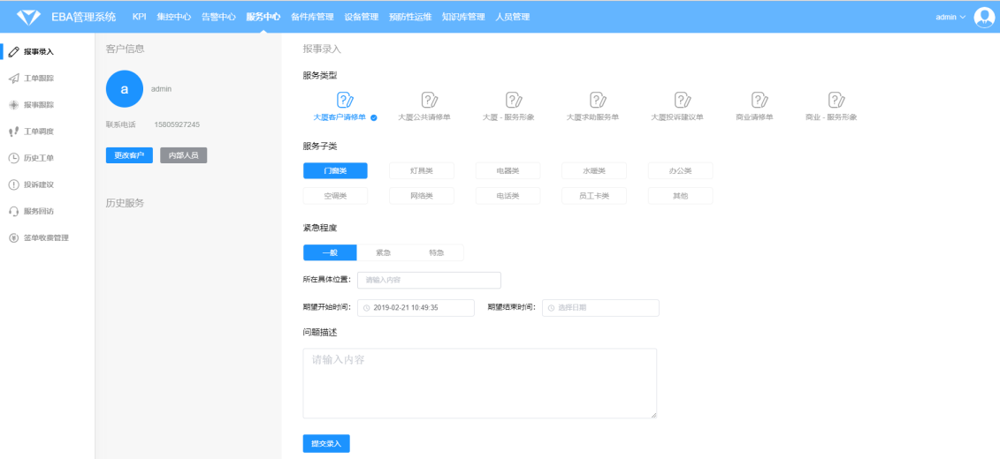 EBA管理系统 KPI 集控中心 告警中心 服务中心 备件库管理 设备管理 预防性运维 知识库管理 人员管理 admin
报事录入
工单跟踪
报事跟踪
工单调度
历史工单
投诉建议
服务回访
签单收费管理
客户信息
a admin
联系电话 15805927245
更改客户 内部人员
历史服务
报事录入
服务类型
大厦客户请修单 大厦公共请修单 大厦 - 服务形象 大厦求助服务单 大厦投诉建议单 商业请修单 商业 - 服务形象
服务子类
门窗类 灯具类 电器类 水暖类 办公类
空调类 网络类 电话类 员工卡类 其他
紧急程度
一般 紧急 特急
所在具体位置: 请输入内容
期望开始时间: 2019-02-21 10:49:35 期望结束时间: 选择日期
问题描述
请输入内容
提交录入